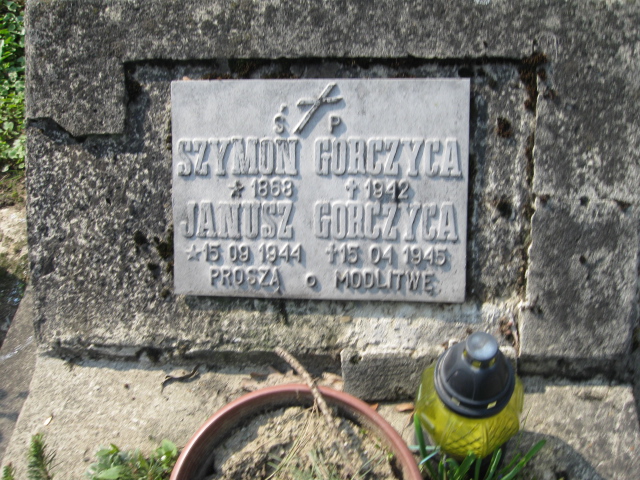 Ś P
SZYMON GORCZYCA
*1868 †1942
JANUSZ GORCZYCA
*15 09 1944 †15 04 1945
PROSZĄ o MODLITWĘ